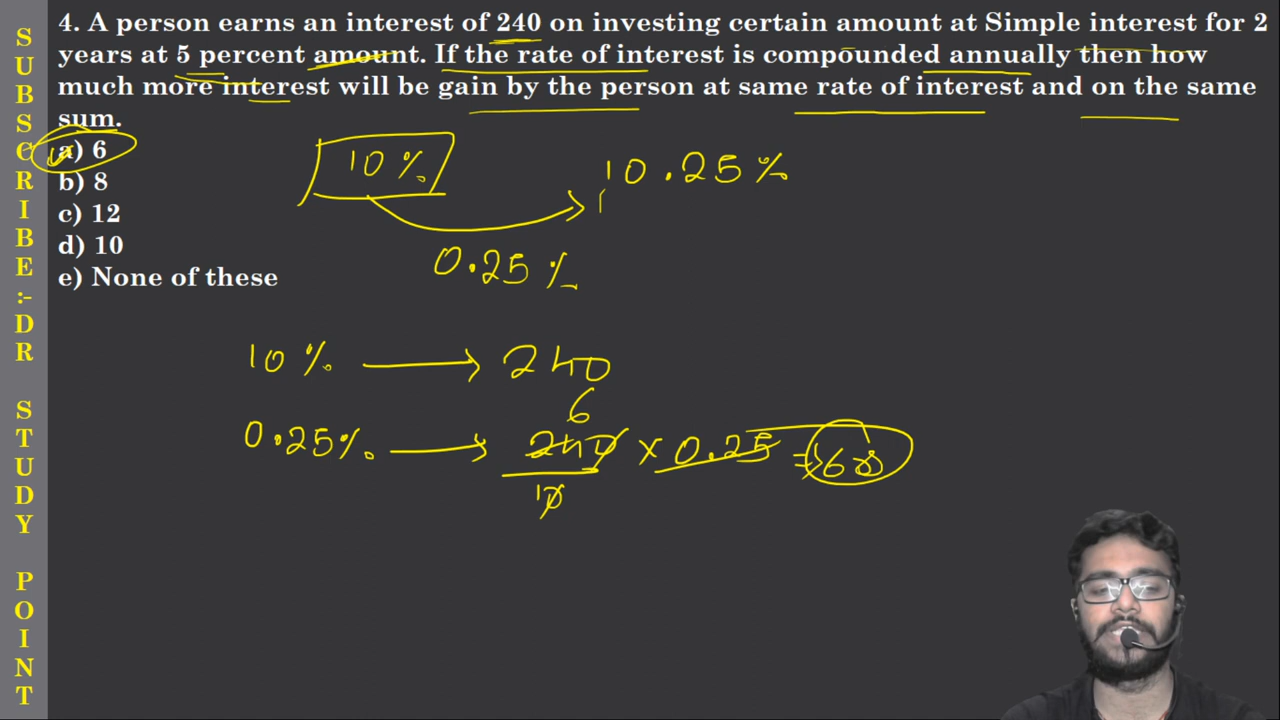 SUBSCRIBE:-DR STUDY POINT
4. A person earns an interest of 240 on investing certain amount at Simple interest for 2
years at 5 percent amount. If the rate of interest is compounded annually then how
much more interest will be gain by the person at same rate of interest and on the same
sum.
a) 6
b) 8
c) 12
d) 10
e) None of these
10%
10.25%
0.25%
10% → 240
6
0.25% → 240 × 0.25
10